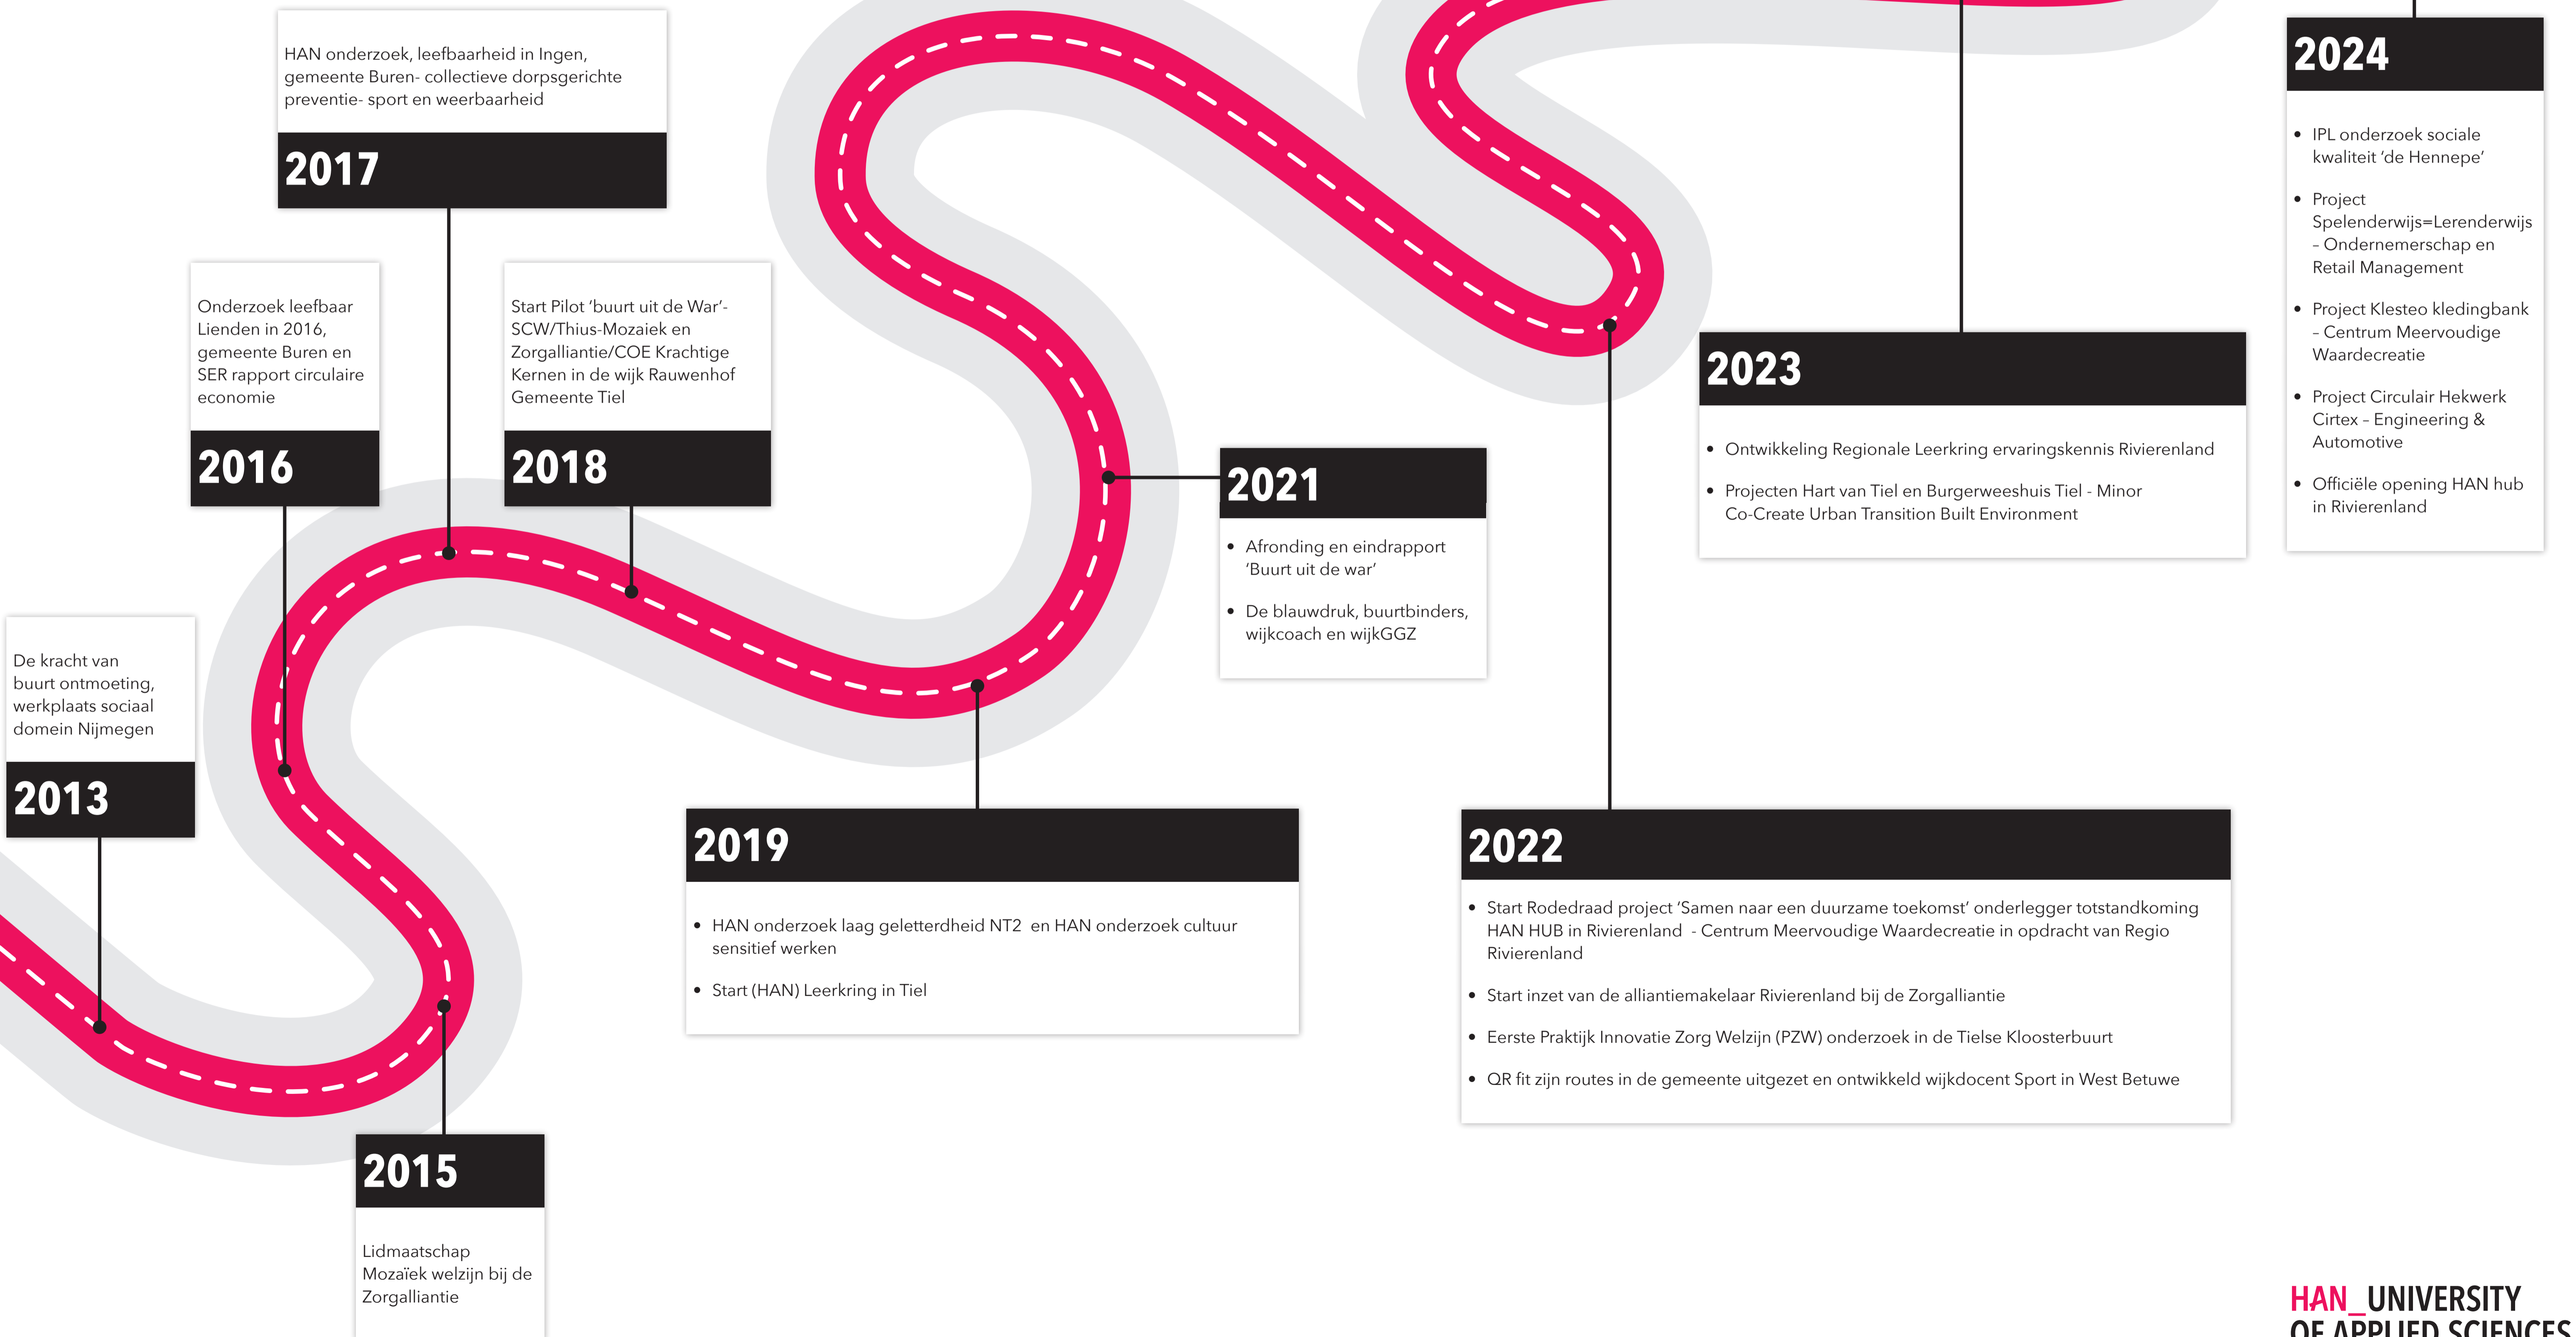 De kracht van
buurt ontmoeting,
werkplaats sociaal
domein Nijmegen
2013
2015
Lidmaatschap
Mozaïek welzijn bij de
Zorgalliantie
Onderzoek leefbaar
Lienden in 2016,
gemeente Buren en
SER rapport circulaire
economie
2016
HAN onderzoek, leefbaarheid in Ingen,
gemeente Buren- collectieve dorpsgerichte
preventie- sport en weerbaarheid
2017
Start Pilot ‘buurt uit de War’-
SCW/Thius-Mozaiek en
Zorgalliantie/COE Krachtige
Kernen in de wijk Rauwenhof
Gemeente Tiel
2018
2019
• HAN onderzoek laag geletterdheid NT2  en HAN onderzoek cultuur
sensitief werken
• Start (HAN) Leerkring in Tiel
2021
• Afronding en eindrapport
‘Buurt uit de war’
• De blauwdruk, buurtbinders,
wijkcoach en wijkGGZ
2022
• Start Rodedraad project ‘Samen naar een duurzame toekomst’ onderlegger totstandkoming
HAN HUB in Rivierenland  - Centrum Meervoudige Waardecreatie in opdracht van Regio
Rivierenland
• Start inzet van de alliantiemakelaar Rivierenland bij de Zorgalliantie
• Eerste Praktijk Innovatie Zorg Welzijn (PZW) onderzoek in de Tielse Kloosterbuurt
• QR fit zijn routes in de gemeente uitgezet en ontwikkeld wijkdocent Sport in West Betuwe
2023
• Ontwikkeling Regionale Leerkring ervaringskennis Rivierenland
• Projecten Hart van Tiel en Burgerweeshuis Tiel - Minor
Co-Create Urban Transition Built Environment
2024
• IPL onderzoek sociale
kwaliteit ‘de Hennepe’
• Project
Spelenderwijs=Lerenderwijs
– Ondernemerschap en
Retail Management
• Project Klesteo kledingbank
– Centrum Meervoudige
Waardecreatie
• Project Circulair Hekwerk
Cirtex – Engineering &
Automotive
• Officiële opening HAN hub
in Rivierenland
HAN_UNIVERSITY
OF APPLIED SCIENCES